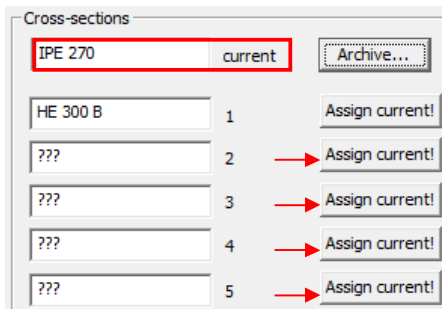 Cross-sections
IPE 270 current Archive...
HE 300 B 1 Assign current!
??? 2 Assign current!
??? 3 Assign current!
??? 4 Assign current!
??? 5 Assign current!